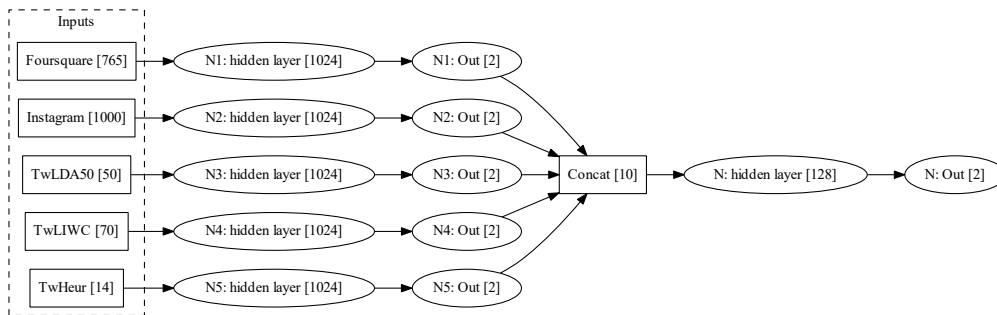 Inputs
Foursquare [765]
N1: hidden layer [1024]
N1: Out [2]
Instagram [1000]
N2: hidden layer [1024]
N2: Out [2]
TwLDA50 [50]
N3: hidden layer [1024]
N3: Out [2]
Concat [10]
N: hidden layer [128]
N: Out [2]
TwLIWC [70]
N4: hidden layer [1024]
N4: Out [2]
TwHeur [14]
N5: hidden layer [1024]
N5: Out [2]